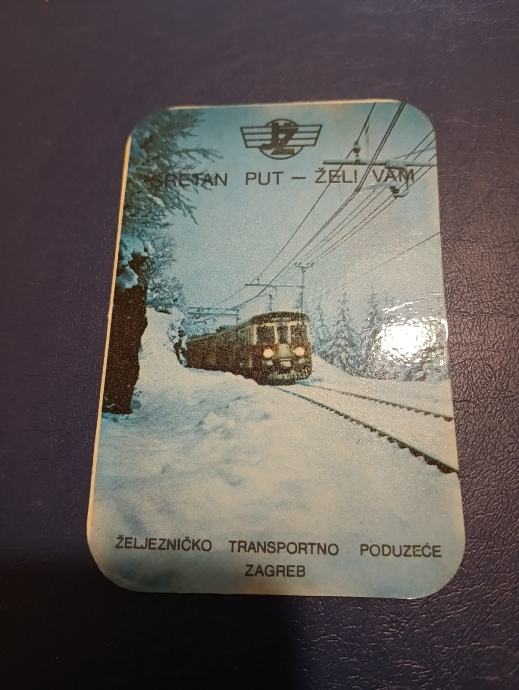 JŽ
SRETAN PUT — ŽELI VAM
ŽELJEZNIČKO TRANSPORTNO PODUZEĆE
ZAGREB